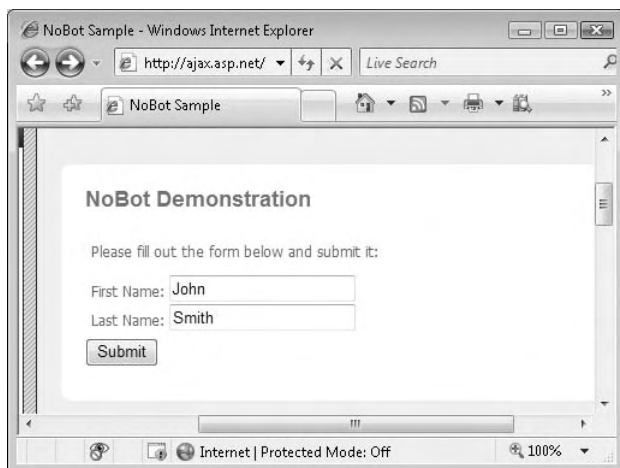 NoBot Sample - Windows Internet Explorer
http://ajax.asp.net/
Live Search
NoBot Sample
»
NoBot Demonstration
Please fill out the form below and submit it:
First Name: John
Last Name: Smith
Submit
Internet | Protected Mode: Off
100%